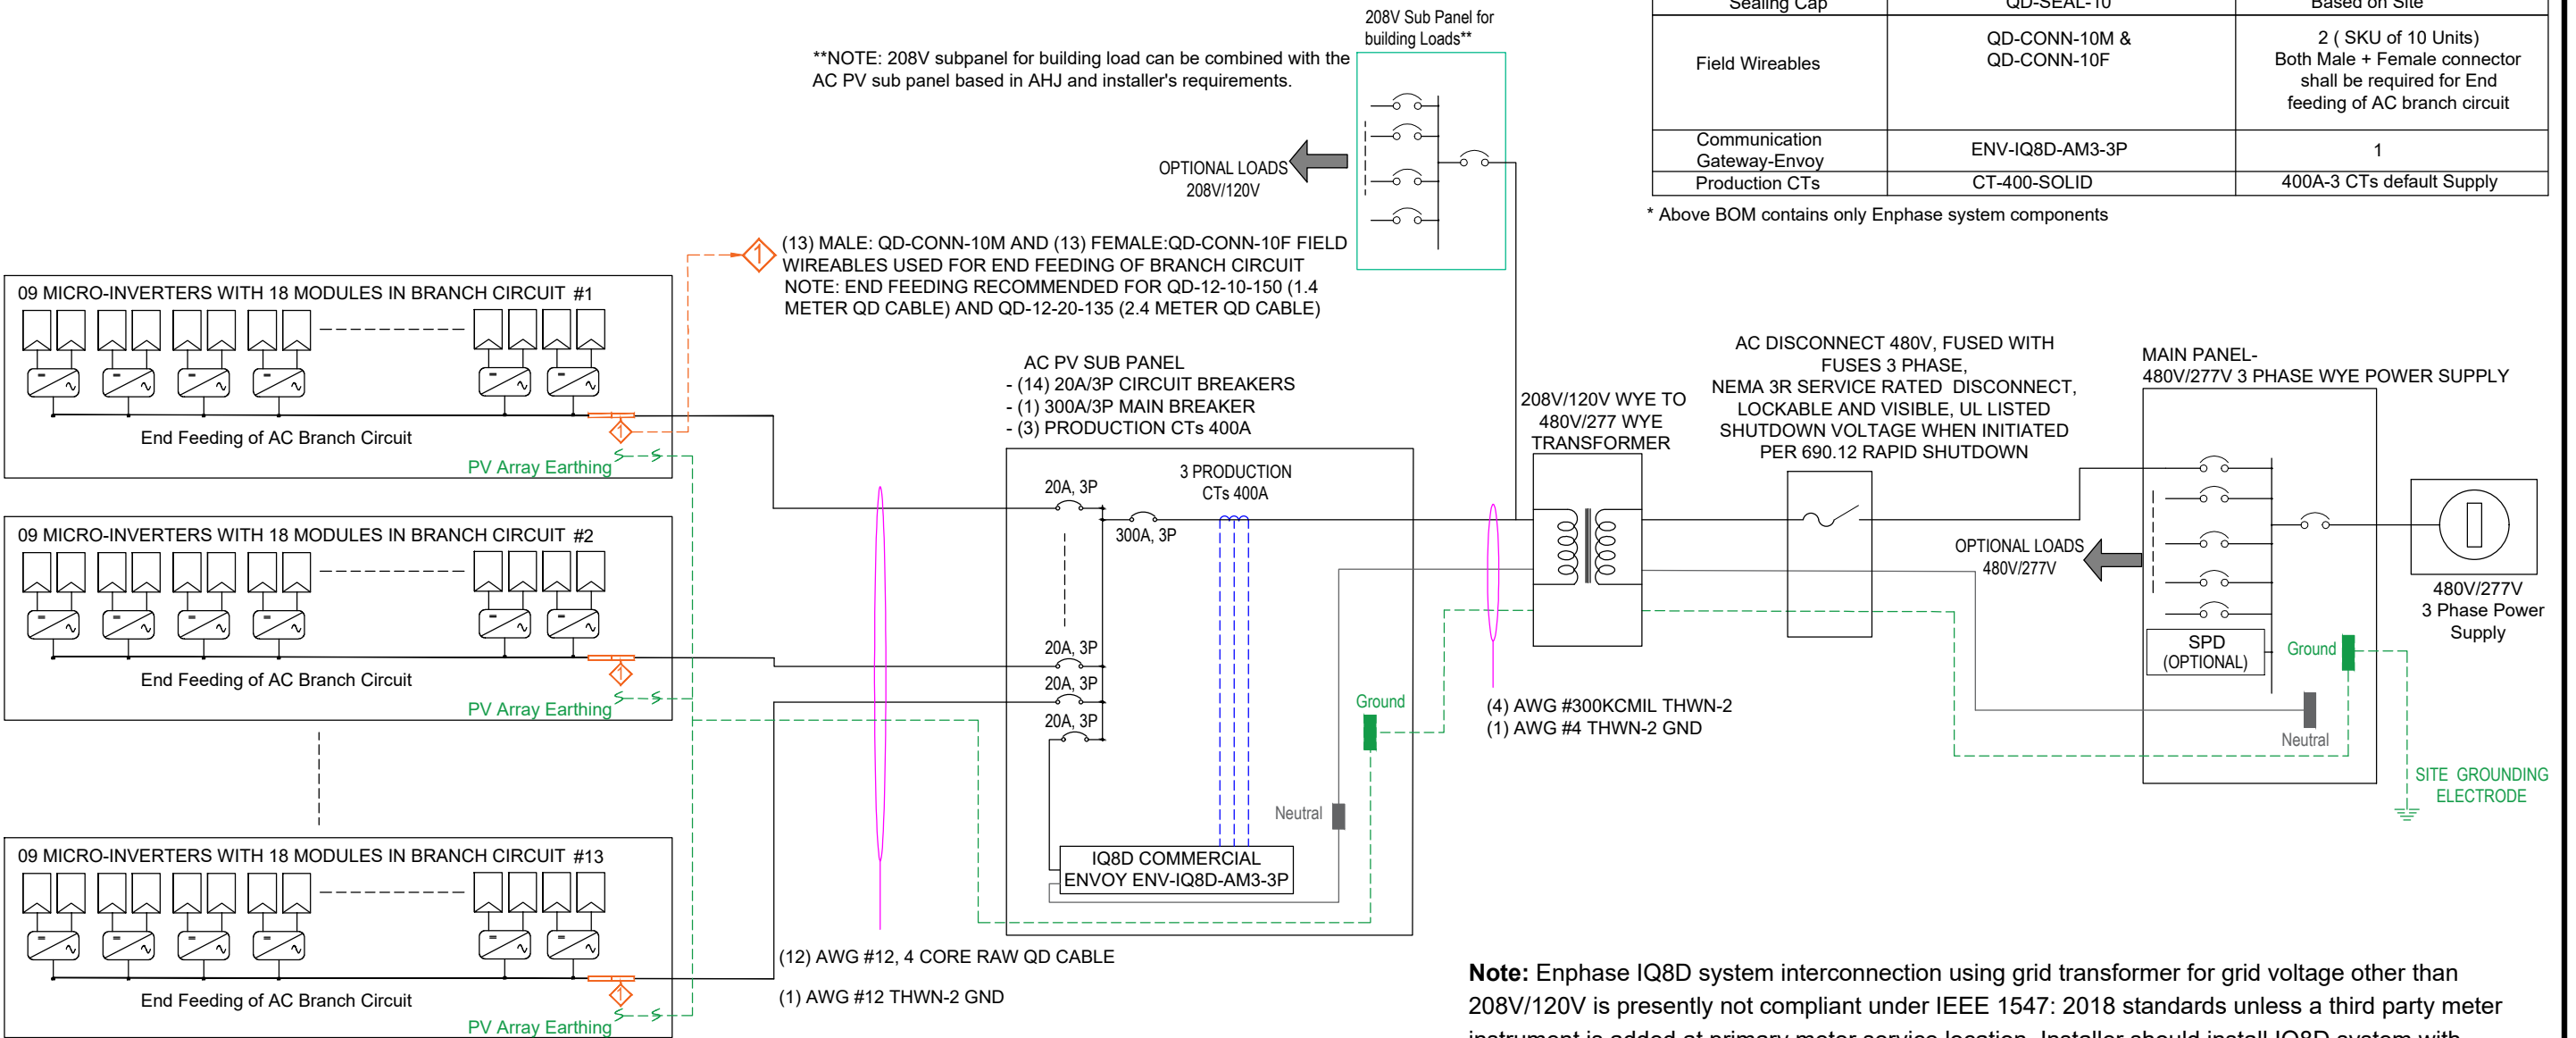 208V Sub Panel for
building Loads**
**NOTE: 208V subpanel for building load can be combined with the
AC PV sub panel based in AHJ and installer's requirements.
OPTIONAL LOADS
208V/120V
Sealing Cap QD-SEAL-10 Based on Site
Field Wireables
QD-CONN-10M &
QD-CONN-10F
2 ( SKU of 10 Units)
Both Male + Female connector
shall be required for End
feeding of AC branch circuit
Communication
Gateway-Envoy
ENV-IQ8D-AM3-3P
1
Production CTs CT-400-SOLID 400A-3 CTs default Supply
* Above BOM contains only Enphase system components
1
(13) MALE: QD-CONN-10M AND (13) FEMALE:QD-CONN-10F FIELD
WIREABLES USED FOR END FEEDING OF BRANCH CIRCUIT
NOTE: END FEEDING RECOMMENDED FOR QD-12-10-150 (1.4
METER QD CABLE) AND QD-12-20-135 (2.4 METER QD CABLE)
09 MICRO-INVERTERS WITH 18 MODULES IN BRANCH CIRCUIT #1
End Feeding of AC Branch Circuit
1
PV Array Earthing
09 MICRO-INVERTERS WITH 18 MODULES IN BRANCH CIRCUIT #2
End Feeding of AC Branch Circuit
1
PV Array Earthing
09 MICRO-INVERTERS WITH 18 MODULES IN BRANCH CIRCUIT #13
End Feeding of AC Branch Circuit
1
PV Array Earthing
(12) AWG #12, 4 CORE RAW QD CABLE
(1) AWG #12 THWN-2 GND
AC PV SUB PANEL
- (14) 20A/3P CIRCUIT BREAKERS
- (1) 300A/3P MAIN BREAKER
- (3) PRODUCTION CTs 400A
3 PRODUCTION
CTs 400A
20A, 3P
300A, 3P
20A, 3P
20A, 3P
20A, 3P
Ground
Neutral
IQ8D COMMERCIAL
ENVOY ENV-IQ8D-AM3-3P
208V/120V WYE TO
480V/277 WYE
TRANSFORMER
(4) AWG #300KCMIL THWN-2
(1) AWG #4 THWN-2 GND
AC DISCONNECT 480V, FUSED WITH
FUSES 3 PHASE,
NEMA 3R SERVICE RATED DISCONNECT,
LOCKABLE AND VISIBLE, UL LISTED
SHUTDOWN VOLTAGE WHEN INITIATED
PER 690.12 RAPID SHUTDOWN
MAIN PANEL-
480V/277V 3 PHASE WYE POWER SUPPLY
OPTIONAL LOADS
480V/277V
SPD
(OPTIONAL)
Ground
Neutral
480V/277V
3 Phase Power
Supply
SITE GROUNDING
ELECTRODE
Note: Enphase IQ8D system interconnection using grid transformer for grid voltage other than
208V/120V is presently not compliant under IEEE 1547: 2018 standards unless a third party meter
instrument is added at primary meter service location. Installer should install IQ8D system with